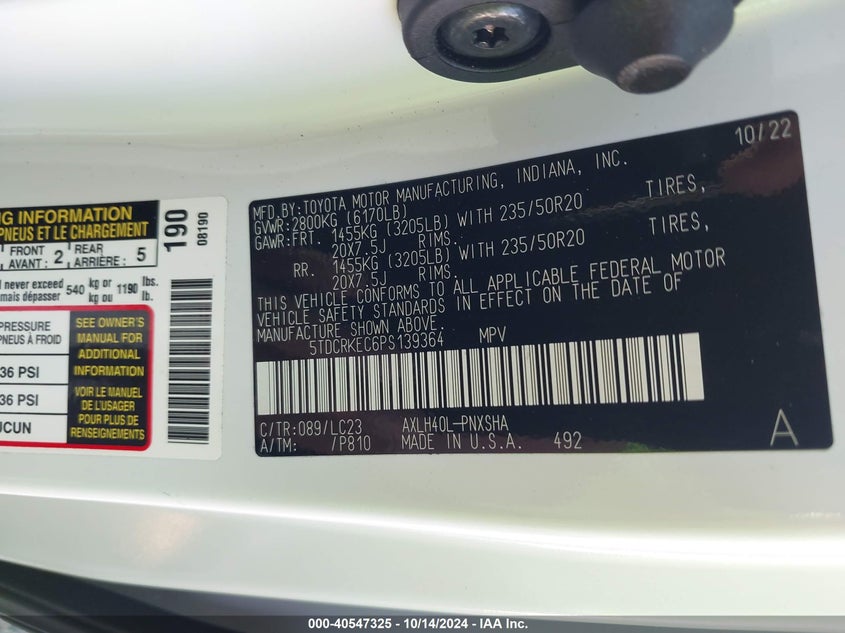 NG INFORMATION
PNEUS ET LE CHARGEMENT
FRONT
AVANT : 2
REAR
ARRIÈRE : 5
never exceed 540 kg or 1190 lbs.
mais dépasser kg ou lb.
PRESSURE
PNEUS À FROID
36 PSI
36 PSI
UCUN
SEE OWNER'S
MANUAL FOR
ADDITIONAL
INFORMATION
VOIR LE MANUEL
DE L'USAGER
POUR PLUS DE
RENSEIGNEMENTS
190
08190
10/22
MFD.BY:TOYOTA MOTOR MANUFACTURING, INDIANA, INC.
GVWR:2800KG (6170LB)
GAWR:FRT. 1455KG (3205LB) WITH 235/50R20 TIRES,
20X7.5J RIMS.
RR. 1455KG (3205LB) WITH 235/50R20 TIRES,
20X7.5J RIMS.
THIS VEHICLE CONFORMS TO ALL APPLICABLE FEDERAL MOTOR
VEHICLE SAFETY STANDARDS IN EFFECT ON THE DATE OF
MANUFACTURE SHOWN ABOVE.
5TDCRKEC6PS139364 MPV
C/TR:089/LC23 AXLH40L-PNXSHA
A/TM: /P810 MADE IN U.S.A. 492
A
000-40547325 - 10/14/2024 - IAA Inc.